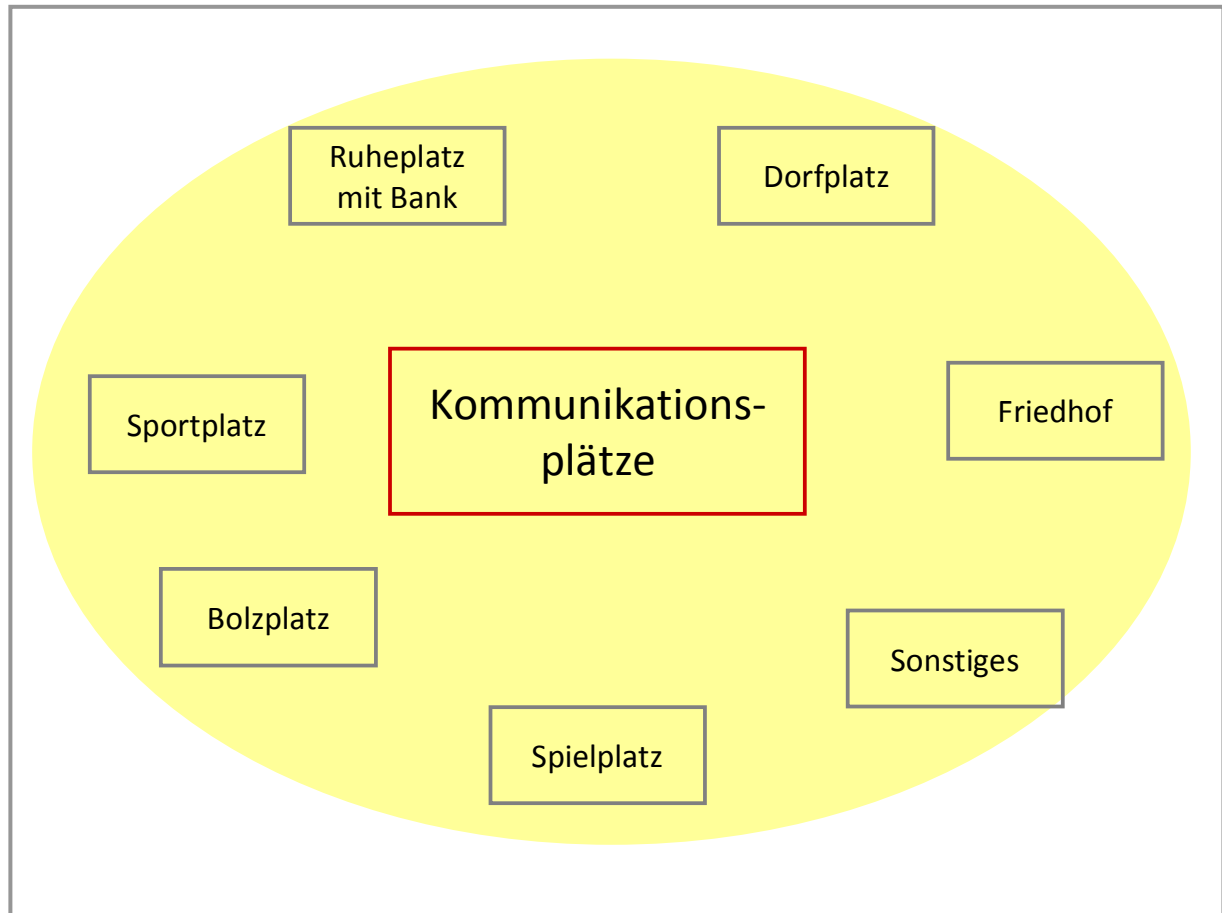 Ruheplatz
mit Bank
Dorfplatz
Kommunikations-
plätze
Sportplatz
Friedhof
Bolzplatz
Sonstiges
Spielplatz